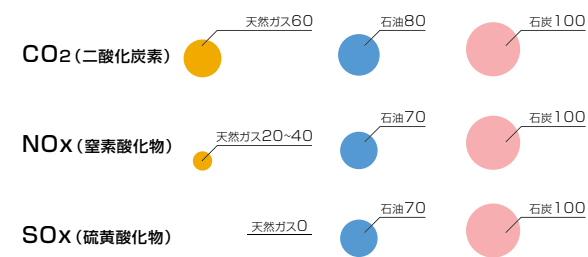 天然ガス60 石油80 石炭100
CO2(二酸化炭素)
天然ガス20~40 石油70 石炭100
NOx(窒素酸化物)
天然ガス0 石油70 石炭100
SOx(硫黄酸化物)